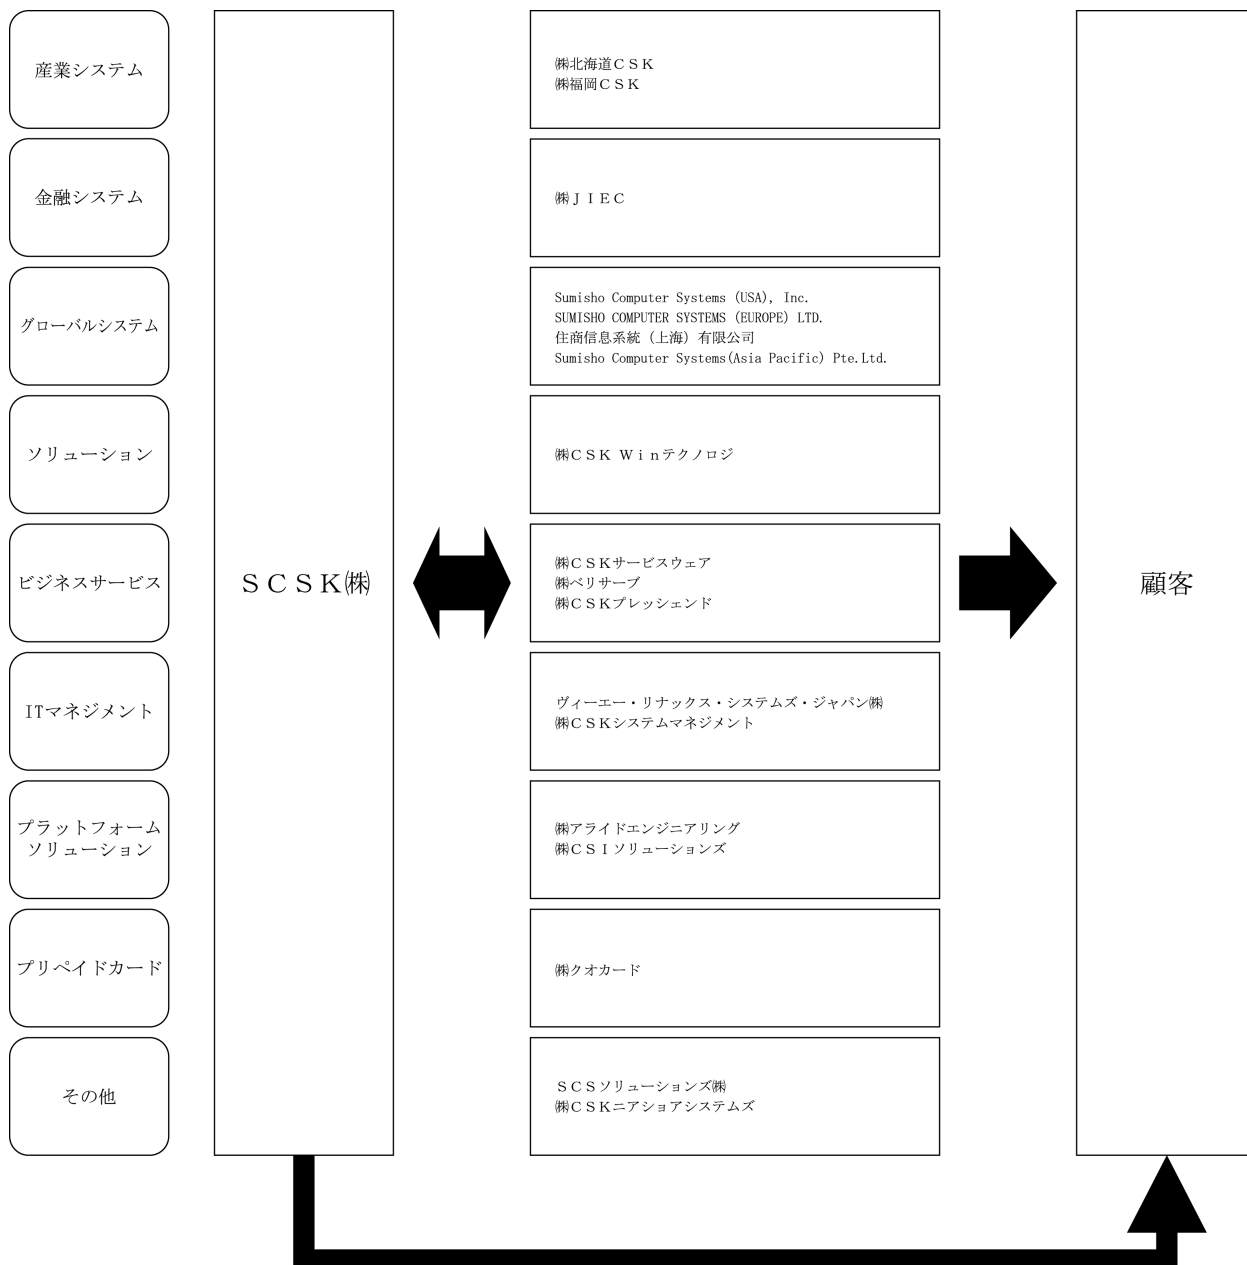 産業システム
㈱北海道ＣＳＫ
㈱福岡ＣＳＫ
金融システム
㈱ＪＩＥＣ
グローバルシステム
Sumisho Computer Systems (USA), Inc.
SUMISHO COMPUTER SYSTEMS (EUROPE) LTD.
住商信息系統（上海）有限公司
Sumisho Computer Systems(Asia Pacific) Pte.Ltd.
ソリューション
㈱ＣＳＫ Ｗｉｎテクノロジ
ビジネスサービス
ＳＣＳＫ㈱
㈱ＣＳＫサービスウェア
㈱ベリサーブ
㈱ＣＳＫプレッシェンド
顧客
ITマネジメント
ヴィーエー・リナックス・システムズ・ジャパン㈱
㈱ＣＳＫシステムマネジメント
プラットフォーム
ソリューション
㈱アライドエンジニアリング
㈱ＣＳＩソリューションズ
プリペイドカード
㈱クオカード
その他
ＳＣＳソリューションズ㈱
㈱ＣＳＫニアショアシステムズ